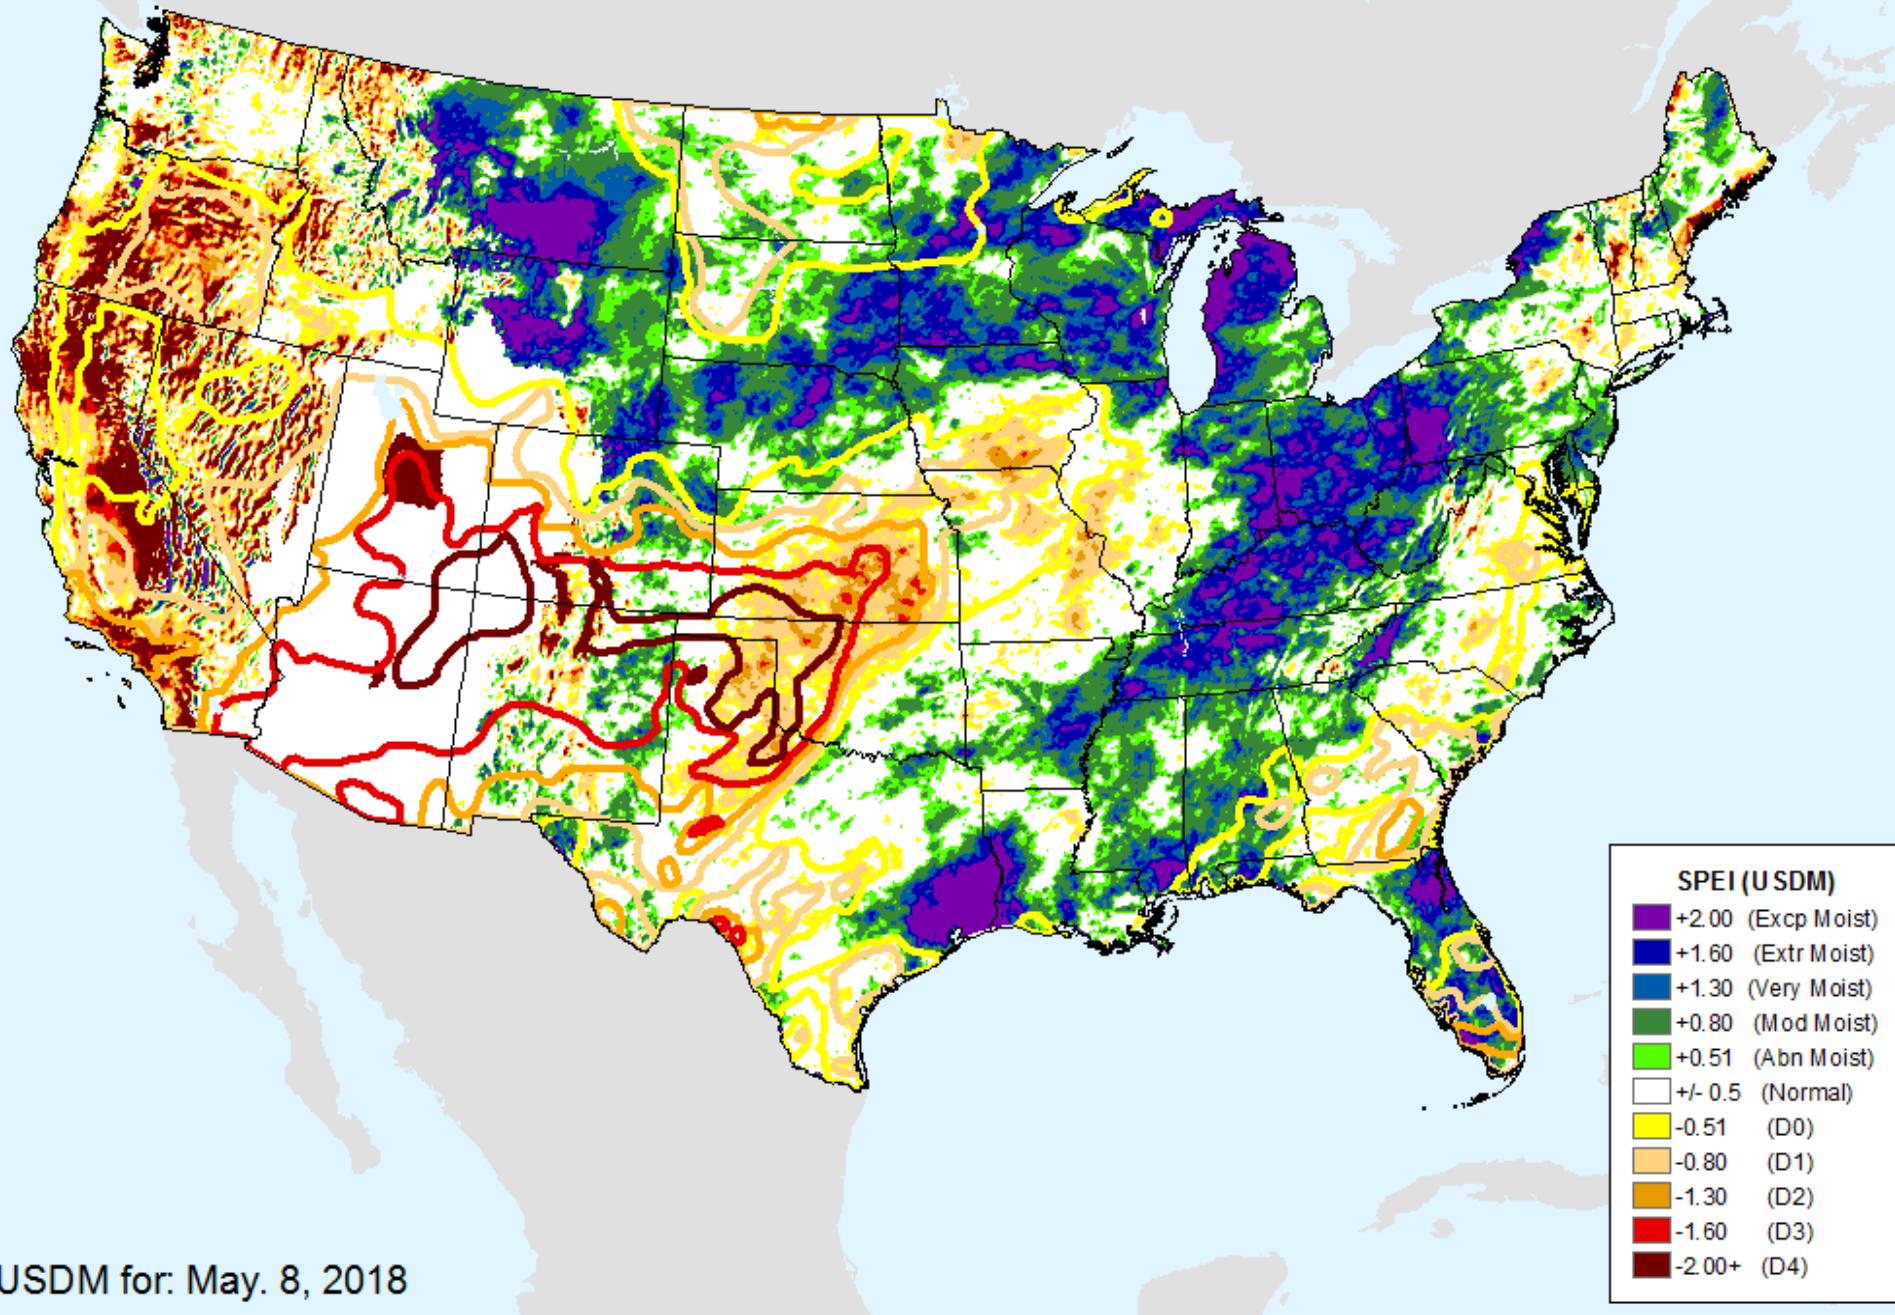 SPEI (USDM)
+2.00 (Excp Moist)
+1.60 (Extr Moist)
+1.30 (Very Moist)
+0.80 (Mod Moist)
+0.51 (Abn Moist)
+/- 0.5 (Normal)
-0.51 (D0)
-0.80 (D1)
-1.30 (D2)
-1.60 (D3)
-2.00+ (D4)
USDM for: May. 8, 2018